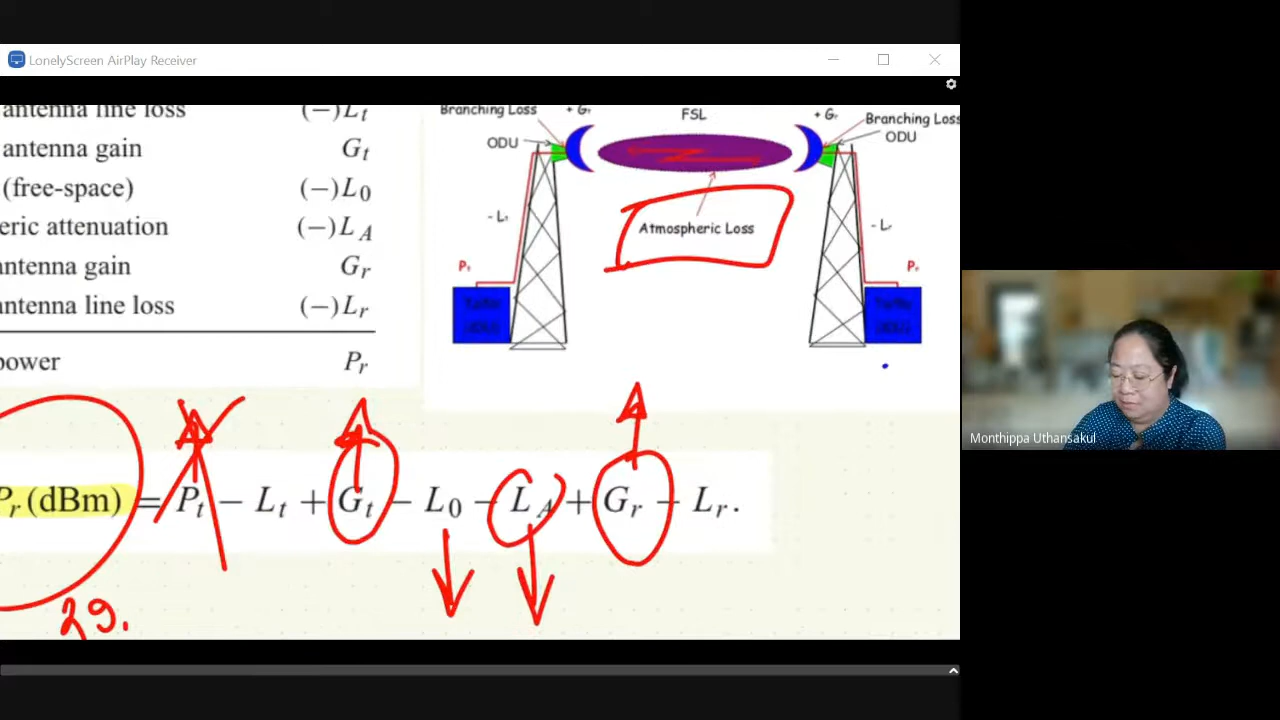 LonelyScreen AirPlay Receiver
antenna line loss (−)Lt
antenna gain Gt
(free-space) (−)L0
eric attenuation (−)LA
antenna gain Gr
antenna line loss (−)Lr
power Pr
Branching Loss + Gt FSL + Gr Branching Loss
ODU ODU
Atmospheric Loss
- Lt - Lr
Pt Pr
Pr(dBm) = Pt − Lt + Gt − L0 − LA + Gr − Lr.
29.
Monthippa Uthansakul